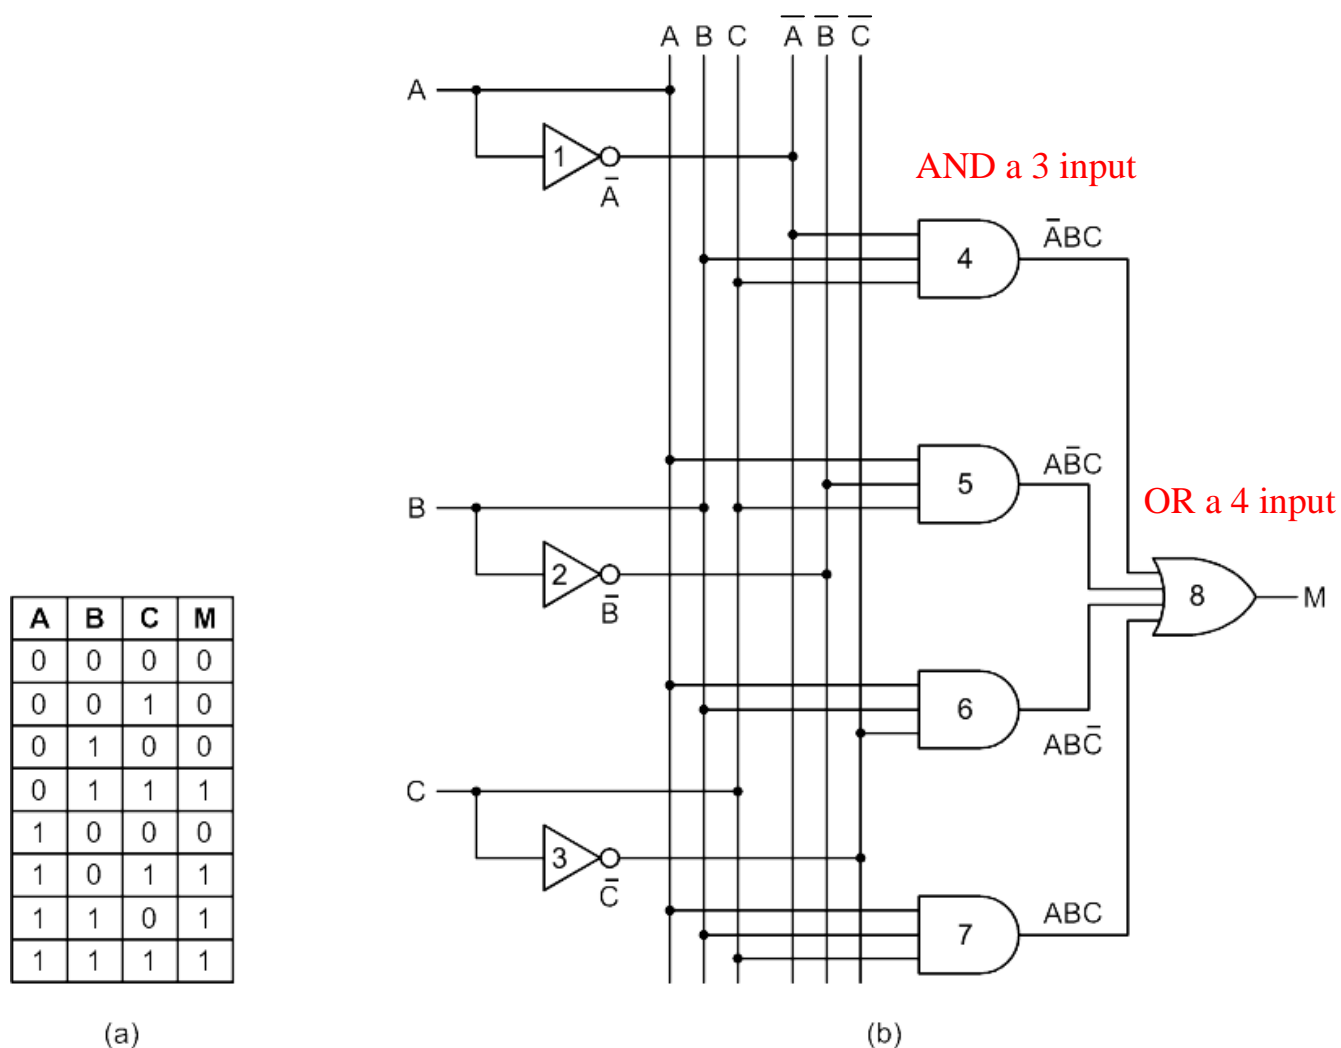 A B C A̅ B̅ C̅
A
1
A̅
AND a 3 input
4
A̅BC
B
2
B̅
5
AB̅C
OR a 4 input
8
M
6
ABC̅
C
3
C̅
7
ABC
A B C M
0 0 0 0
0 0 1 0
0 1 0 0
0 1 1 1
1 0 0 0
1 0 1 1
1 1 0 1
1 1 1 1
(a)
(b)